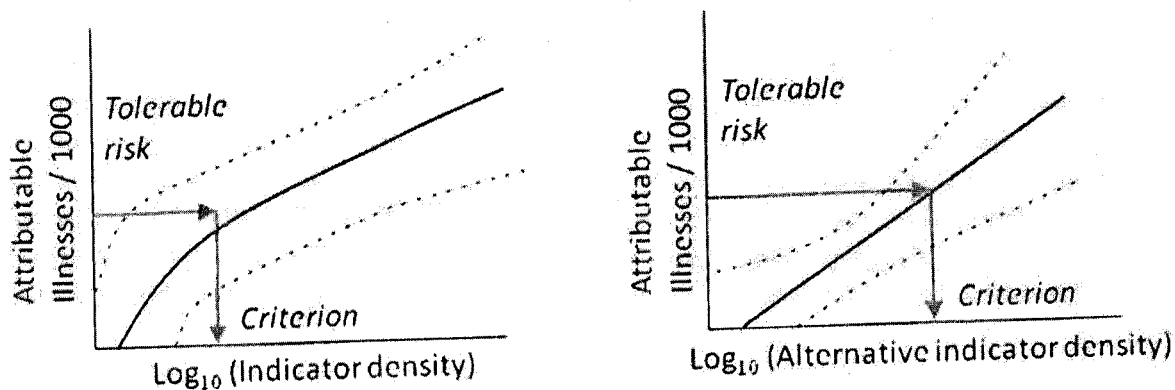 Attributable
Illnesses / 1000
Tolerable
risk
Criterion
Log₁₀ (Indicator density)
Attributable
Illnesses / 1000
Tolerable
risk
Criterion
Log₁₀ (Alternative indicator density)